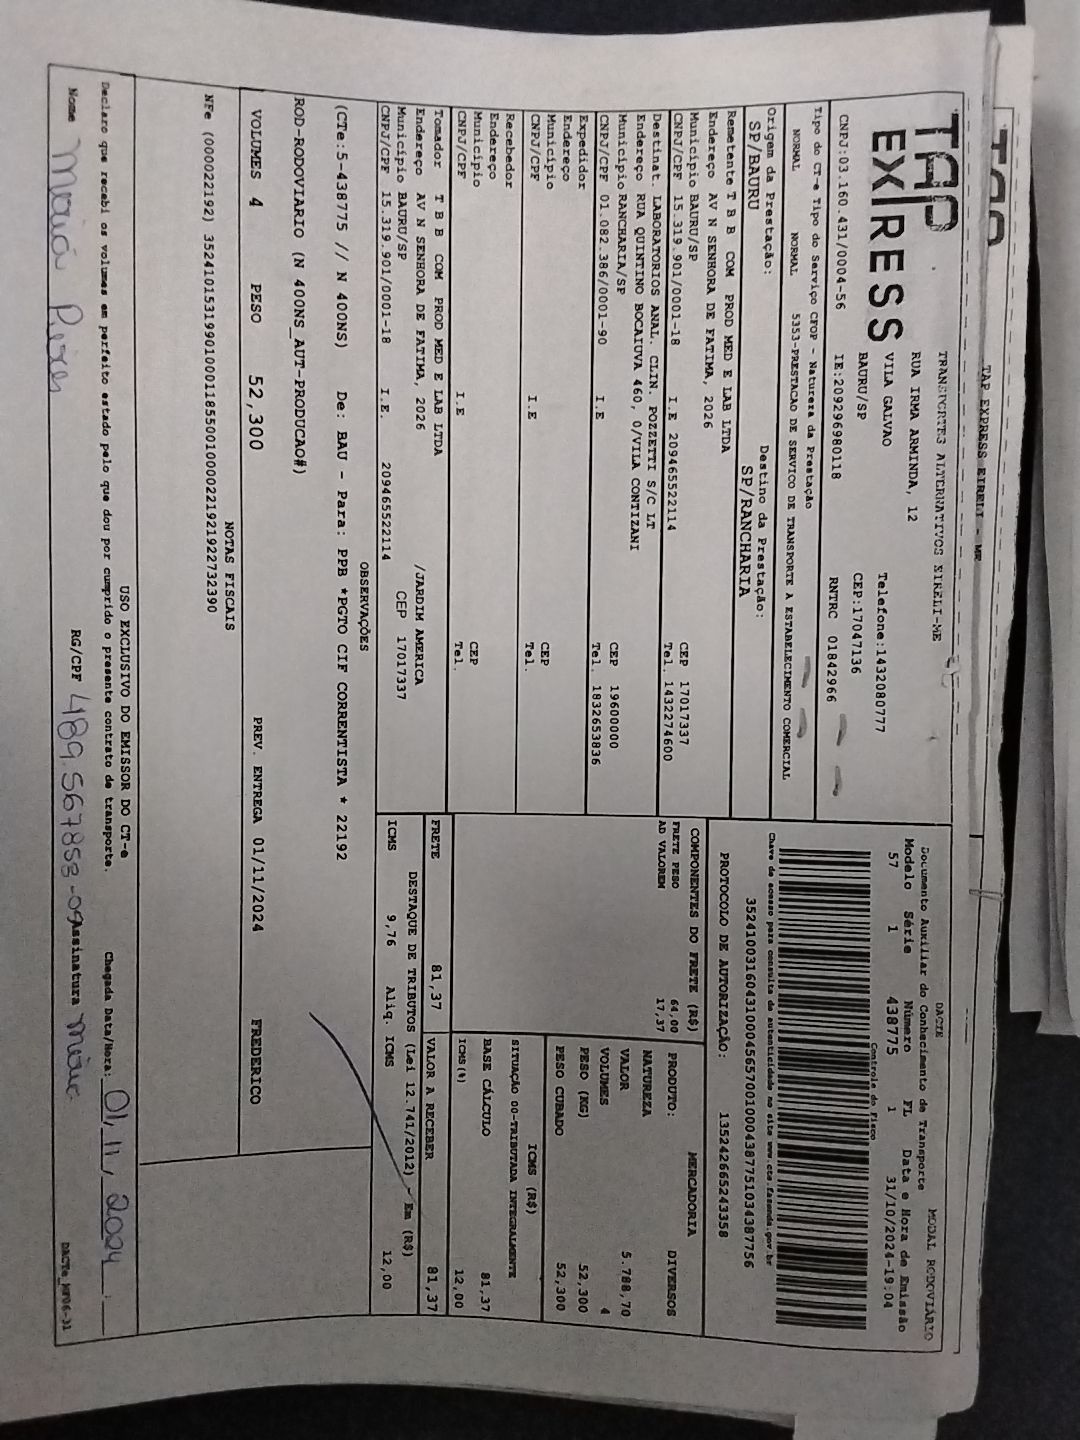 TAP EXPRESS EIRELI - ME
TAP EXPRESS
TRANSPORTES ALTERNATIVOS EIRELI-ME
RUA IRMA ARMINDA, 12
VILA GALVAO
BAURU/SP
Telefone:1432080777
CEP:17047136
CNPJ:03.160.431/0004-56 IE:209296980118 RNTRC 01842966
Tipo do CT-e Tipo do Serviço CFOP - Natureza da Prestação
NORMAL NORMAL 5353-PRESTACAO DE SERVICO DE TRANSPORTE A ESTABELECIMENTO COMERCIAL
Origem da Prestação: Destino da Prestação:
SP/BAURU SP/RANCHARIA
DACTE MODAL RODOVIÁRIO
Documento Auxiliar do Conhecimento de Transporte
Modelo Série Número FL Data e Hora de Emissão
57 1 438775 1 31/10/2024-19:04
Controle do Fisco
Chave de acesso para consulta de autenticidade no site www.cte.fazenda.gov.br
35241003160431000456570010004387751034387756
PROTOCOLO DE AUTORIZAÇÃO: 135242665243358
Remetente T B B COM PROD MED E LAB LTDA
Endereço AV N SENHORA DE FATIMA, 2026
Município BAURU/SP CEP 17017337
CNPJ/CPF 15.319.901/0001-18 I.E 209465522114 Tel. 1432274600
Destinat. LABORATORIOS ANAL. CLIN. POZZETTI S/C LT
Endereço RUA QUINTINO BOCAIUVA 460, 0/VILA CONTIZANI
Município RANCHARIA/SP CEP 19600000
CNPJ/CPF 01.082.386/0001-90 I.E Tel. 1832653836
Expedidor
Endereço
Município CEP
CNPJ/CPF I.E Tel.
Recebedor
Endereço
Município CEP
CNPJ/CPF I.E Tel.
Tomador T B B COM PROD MED E LAB LTDA
Endereço AV N SENHORA DE FATIMA, 2026 /JARDIM AMERICA
Município BAURU/SP CEP 17017337
CNPJ/CPF 15.319.901/0001-18 I.E. 209465522114
COMPONENTES DO FRETE (R$)
FRETE PESO 64,00
AD VALOREM 17,37
PRODUTO: MERCADORIA
NATUREZA DIVERSOS
VALOR 5.788,70
VOLUMES 4
PESO (KG) 52,300
PESO CUBADO 52,300
ICMS (R$)
SITUAÇÃO 00-TRIBUTADA INTEGRALMENTE
BASE CÁLCULO 81,37
ICMS(%) 12,00
FRETE 81,37 VALOR A RECEBER 81,37
DESTAQUE DE TRIBUTOS (Lei 12.741/2012) - Em (R$)
ICMS 9,76 Aliq. ICMS 12,00
OBSERVAÇÕES
(CTe:5-438775 // N 400NS) De: BAU - Para: PPB *PGTO CIF CORRENTISTA * 22192
ROD-RODOVIARIO (N 400NS_AUT-PRODUCAO#)
VOLUMES 4 PESO 52,300 PREV. ENTREGA 01/11/2024 FREDERICO
NOTAS FISCAIS
NFe (000022192) 35241015319901000118550010000221921922732390
USO EXCLUSIVO DO EMISSOR DO CT-e
Declaro que recebi os volumes em perfeito estado pelo que dou por cumprido o presente contrato de transporte. Chegada Data/Hora: 01/11/2024
Nome RG/CPF 489.567858-09 Assinatura
DACTe_MF06-31